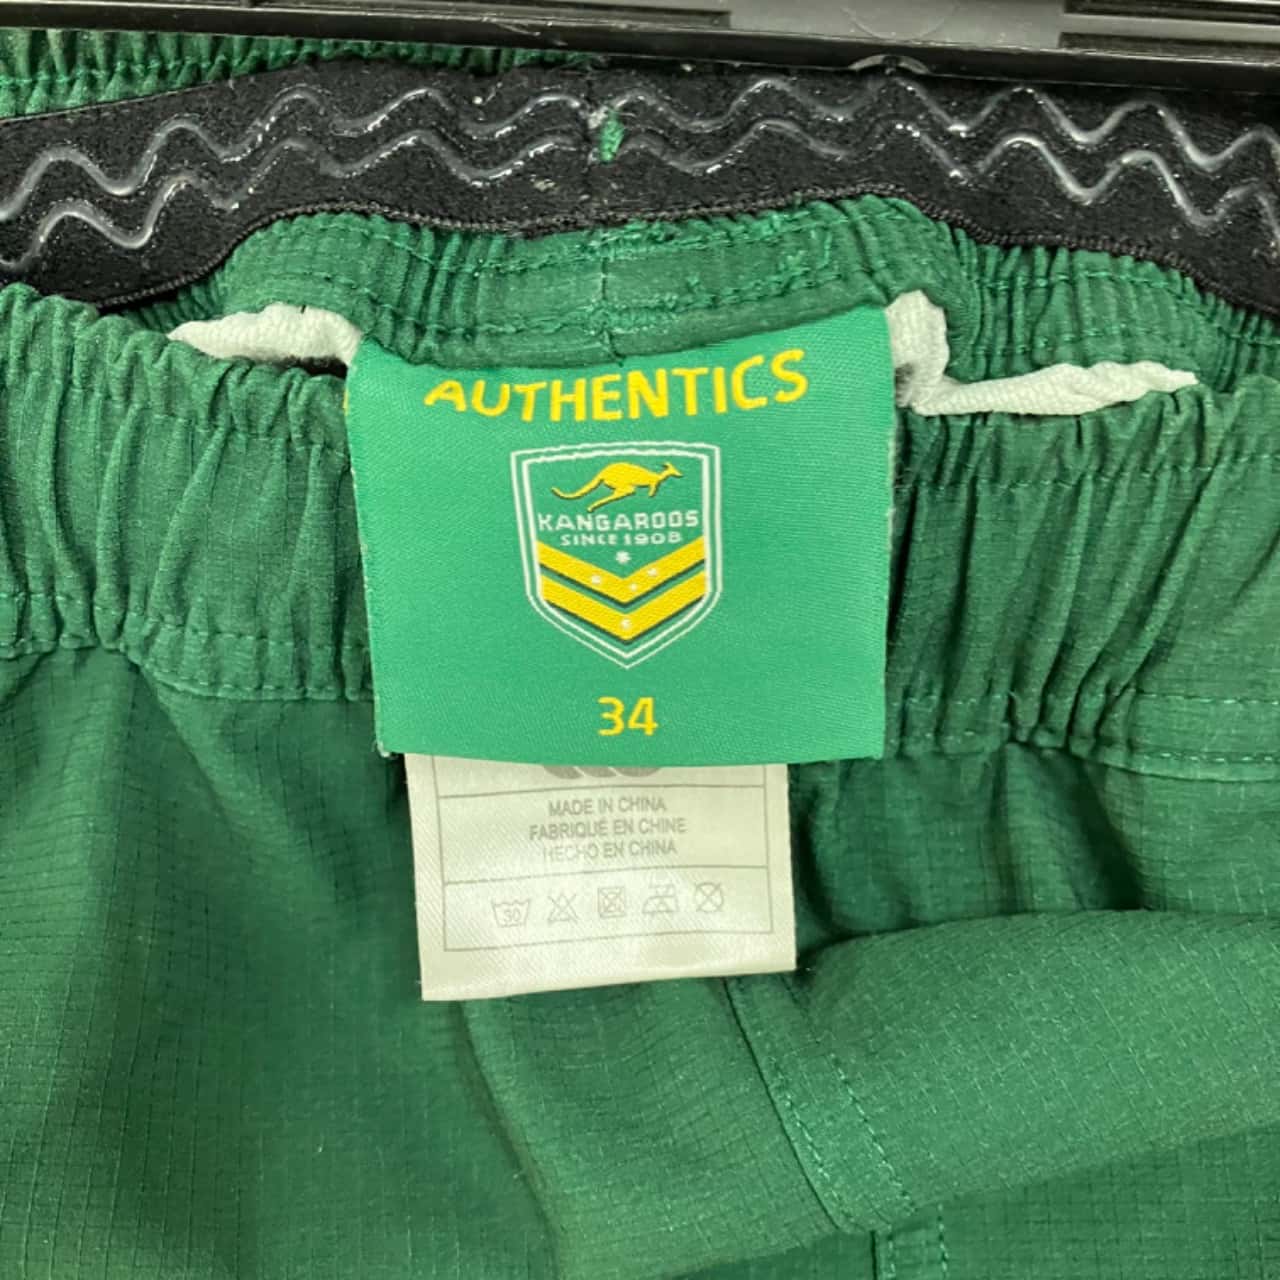 AUTHENTICS
KANGAROOS
SINCE 1908
34
MADE IN CHINA
FABRIQUÉ EN CHINE
HECHO EN CHINA
30